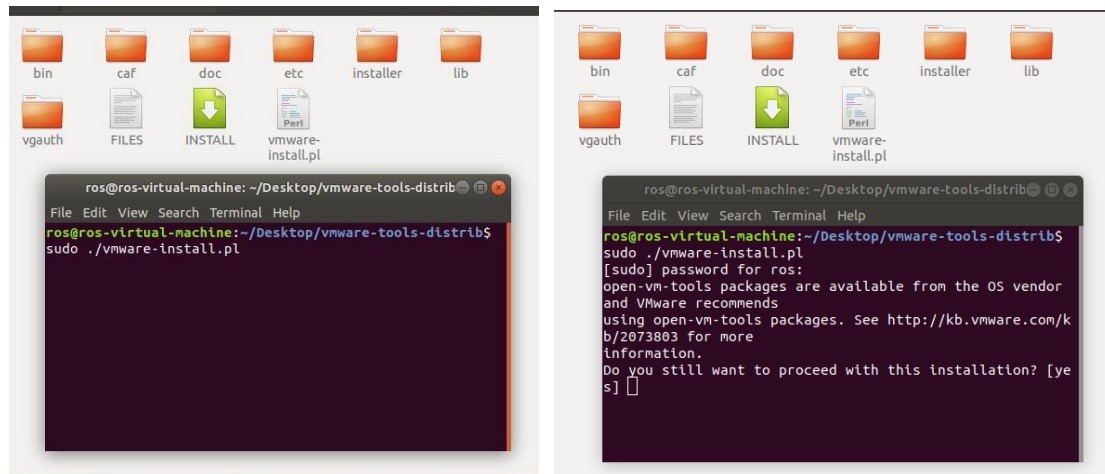 bin caf doc etc installer lib
vgauth FILES INSTALL vmware-
install.pl
Perl
ros@ros-virtual-machine: ~/Desktop/vmware-tools-distrib
File Edit View Search Terminal Help
ros@ros-virtual-machine:~/Desktop/vmware-tools-distrib$
sudo ./vmware-install.pl
bin caf doc etc installer lib
vgauth FILES INSTALL vmware-
install.pl
Perl
ros@ros-virtual-machine: ~/Desktop/vmware-tools-distrib
File Edit View Search Terminal Help
ros@ros-virtual-machine:~/Desktop/vmware-tools-distrib$
sudo ./vmware-install.pl
[sudo] password for ros:
open-vm-tools packages are available from the OS vendor
and VMware recommends
using open-vm-tools packages. See http://kb.vmware.com/k
b/2073803 for more
information.
Do you still want to proceed with this installation? [ye
s]